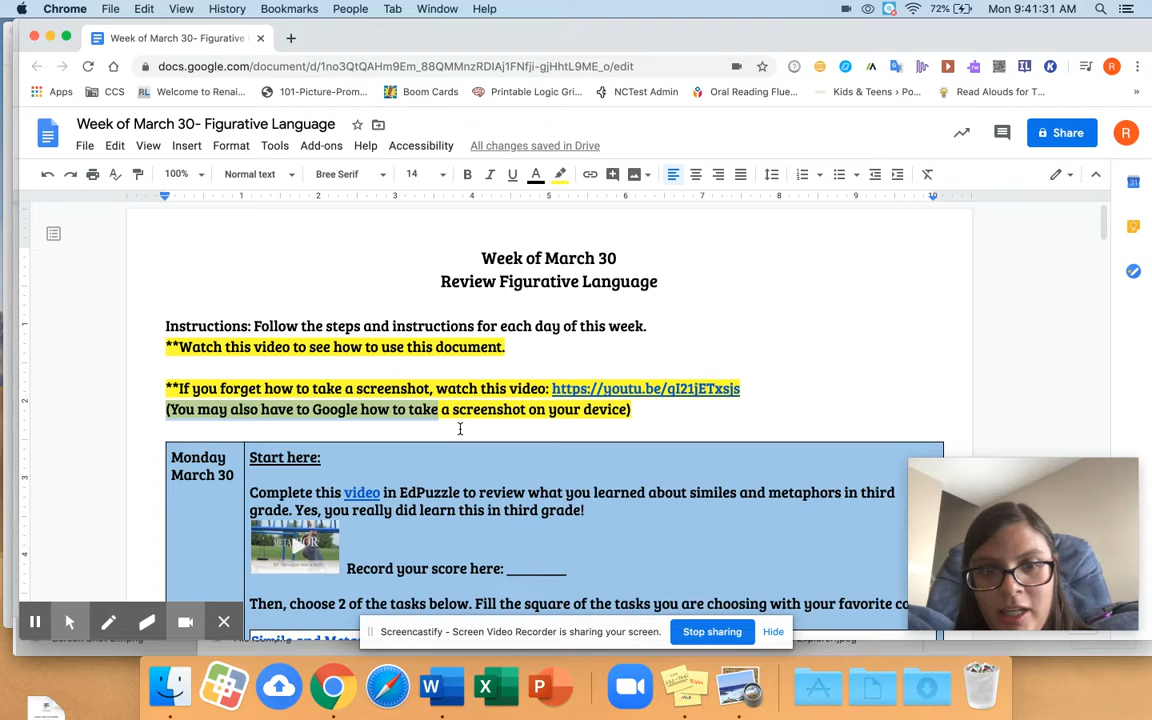 Chrome File Edit View History Bookmarks People Tab Window Help 72% Mon 9:41:31 AM
Week of March 30- Figurative
docs.google.com/document/d/1no3QtQAHm9Em_88QMMnzRDIAj1FNfji-gjHhtL9ME_o/edit
Apps CCS Welcome to Renai... 101-Picture-Prom... Boom Cards Printable Logic Gri... NCTest Admin Oral Reading Flue... Kids & Teens › Po... Read Alouds for T... »
Week of March 30- Figurative Language
Share
File Edit View Insert Format Tools Add-ons Help Accessibility All changes saved in Drive
100% Normal text Bree Serif 14
1 2 3 4 5 6 7 8 9 10
Week of March 30
Review Figurative Language
Instructions: Follow the steps and instructions for each day of this week.
**Watch this video to see how to use this document.
**If you forget how to take a screenshot, watch this video: https://youtu.be/qI21jETxsjs
(You may also have to Google how to take a screenshot on your device)
Monday
March 30
Start here:
Complete this video in EdPuzzle to review what you learned about similes and metaphors in third
grade. Yes, you really did learn this in third grade!
Record your score here: ________
Then, choose 2 of the tasks below. Fill the square of the tasks you are choosing with your favorite co
Screencastify - Screen Video Recorder is sharing your screen. Stop sharing Hide